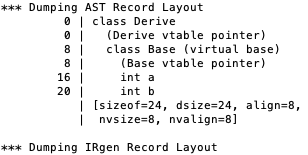 *** Dumping AST Record Layout
         0 | class Derive
         0 |   (Derive vtable pointer)
         8 |   class Base (virtual base)
         8 |     (Base vtable pointer)
        16 |     int a
        20 |     int b
           | [sizeof=24, dsize=24, align=8,
           |  nvsize=8, nvalign=8]

*** Dumping IRgen Record Layout